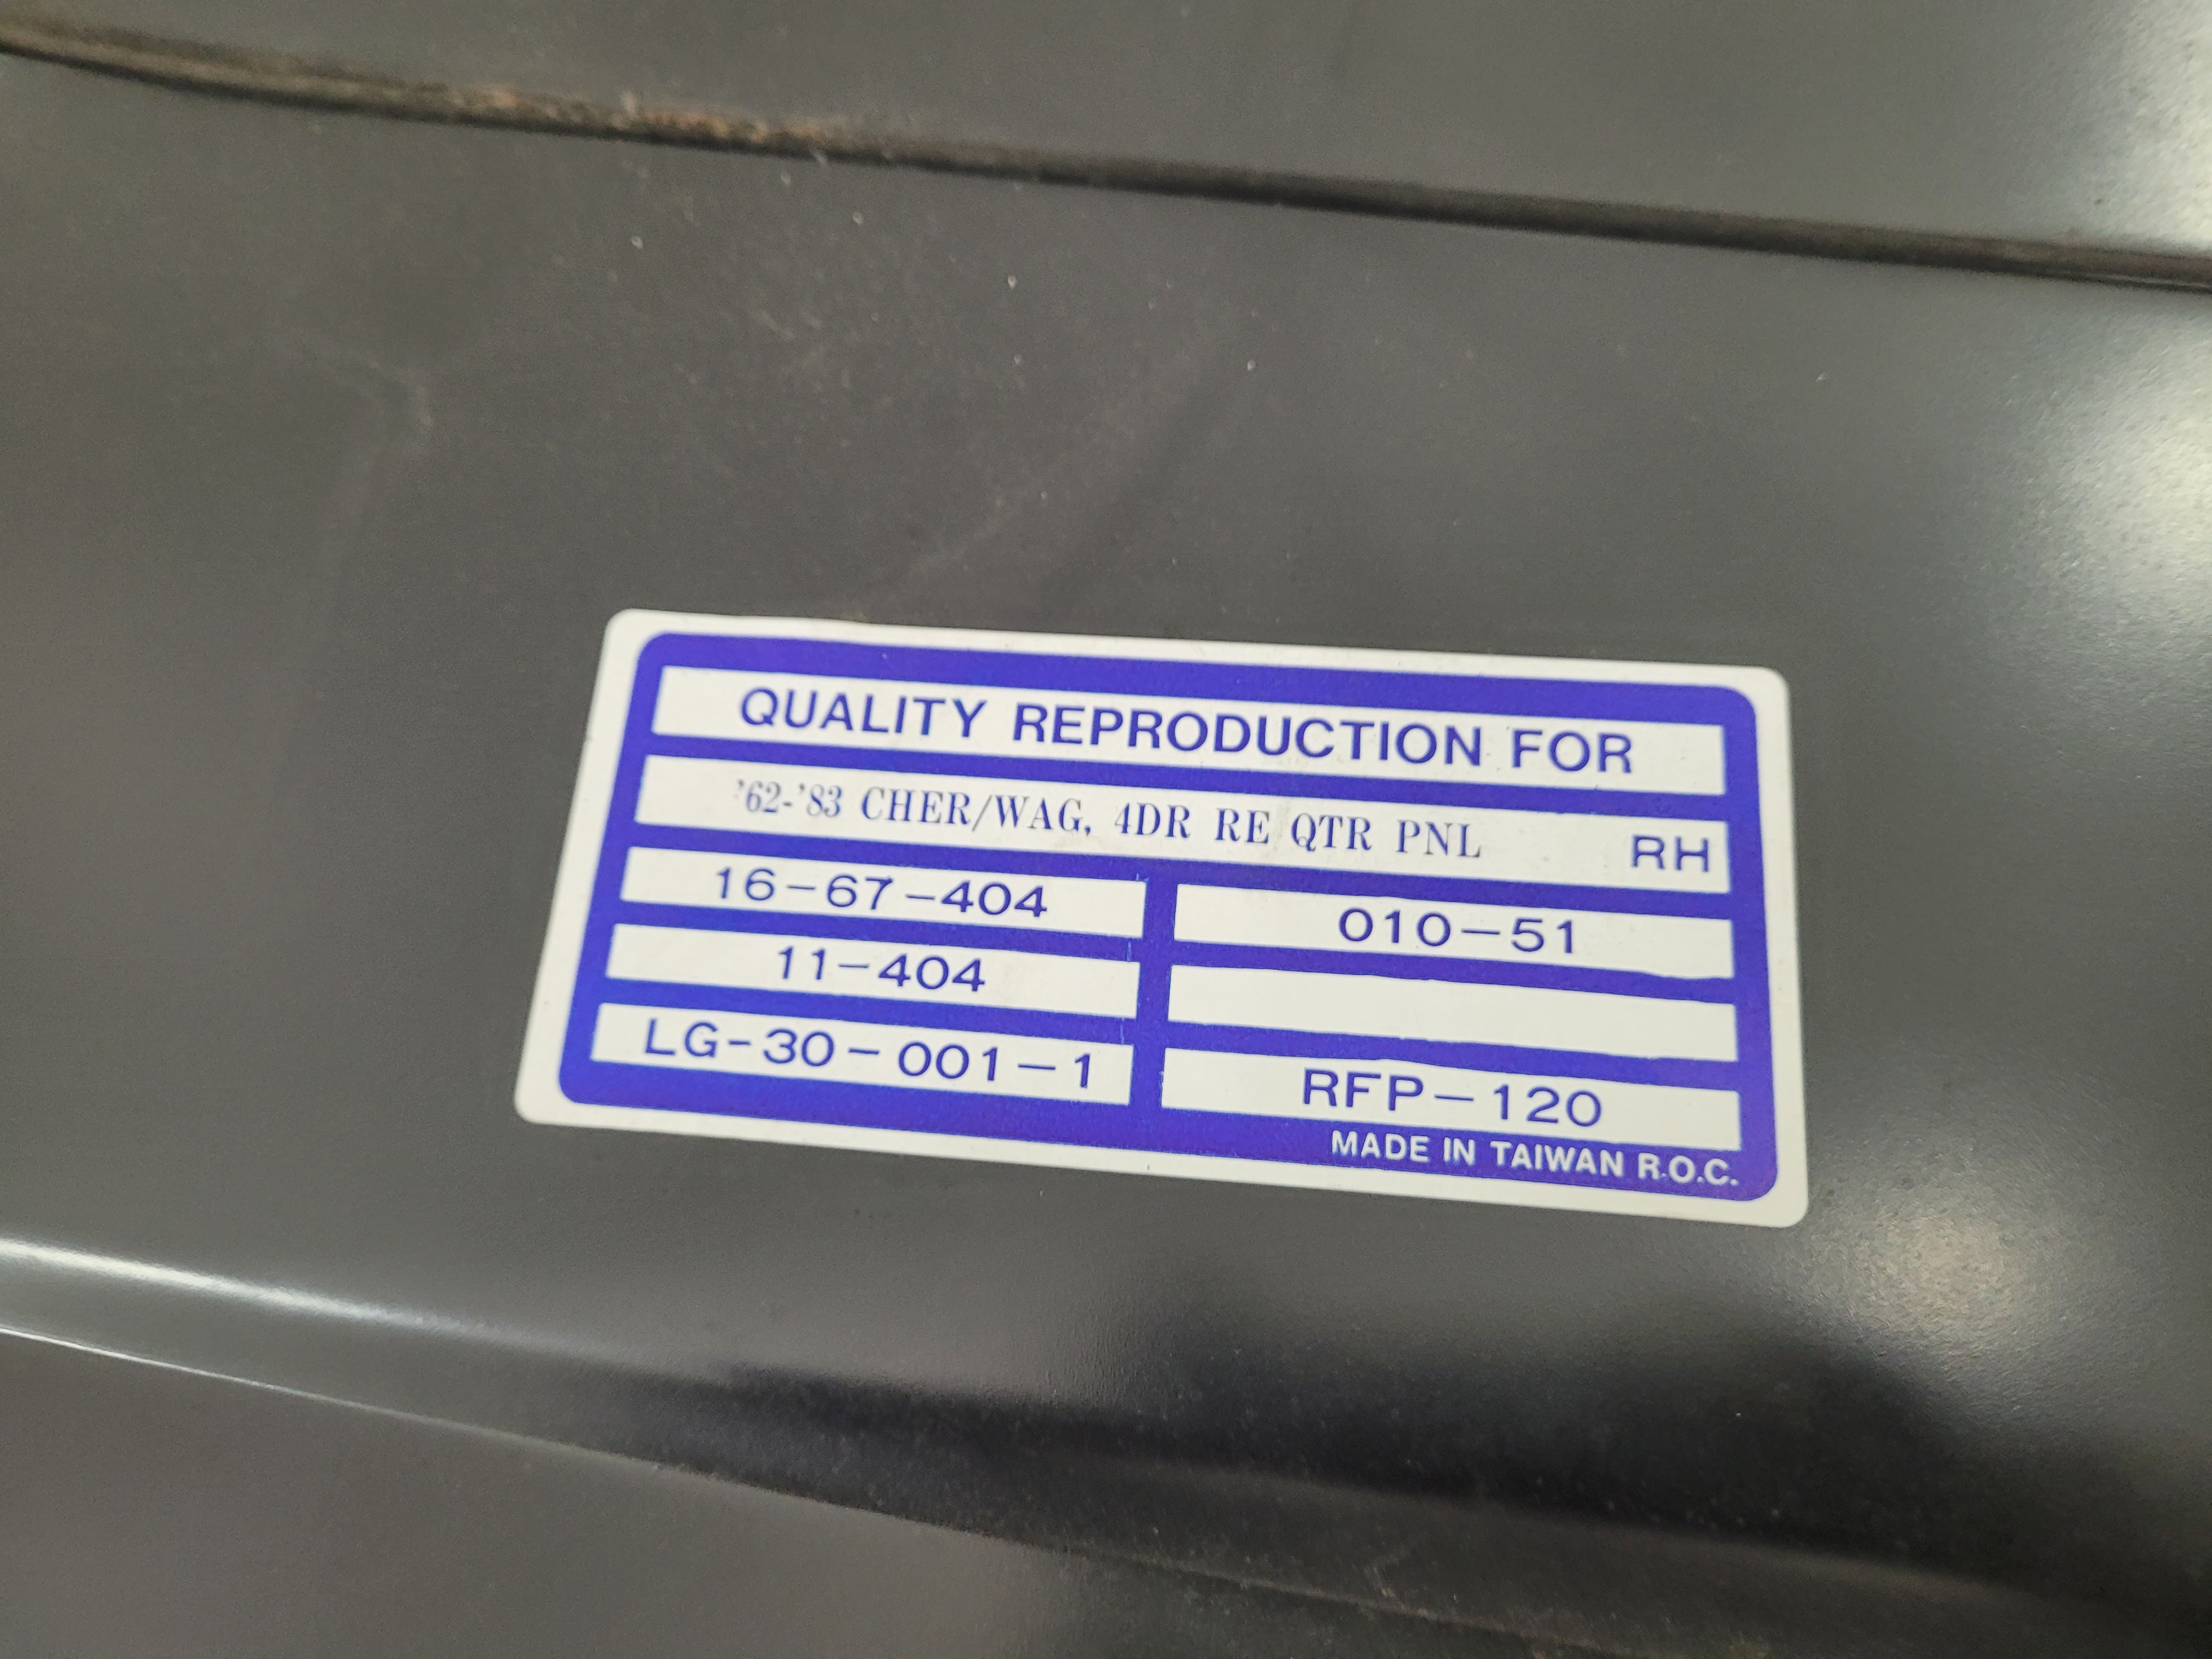 QUALITY REPRODUCTION FOR
'62-'83 CHER/WAG, 4DR RE QTR PNL RH
16-67-404 010-51
11-404
LG-30-001-1 RFP-120
MADE IN TAIWAN R.O.C.